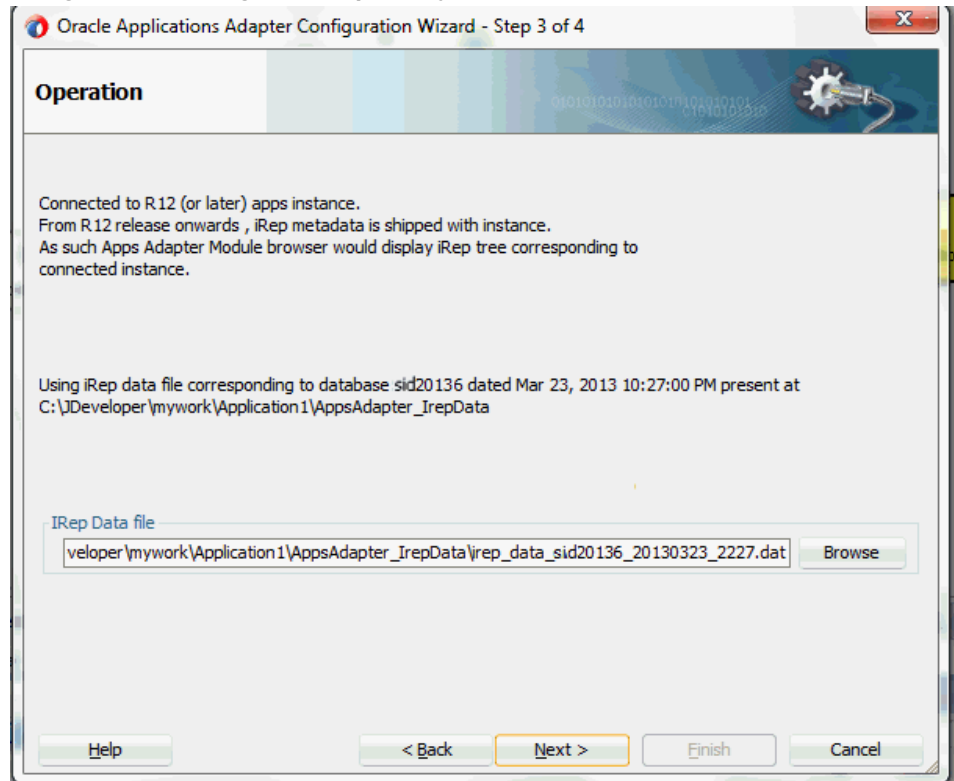 Oracle Applications Adapter Configuration Wizard - Step 3 of 4
Operation
Connected to R12 (or later) apps instance.
From R12 release onwards , iRep metadata is shipped with instance.
As such Apps Adapter Module browser would display iRep tree corresponding to
connected instance.
Using iRep data file corresponding to database sid20136 dated Mar 23, 2013 10:27:00 PM present at
C:\JDeveloper\mywork\Application1\AppsAdapter_IrepData
IRep Data file
veloper\mywork\Application1\AppsAdapter_IrepData\irep_data_sid20136_20130323_2227.dat Browse
Help < Back Next > Finish Cancel